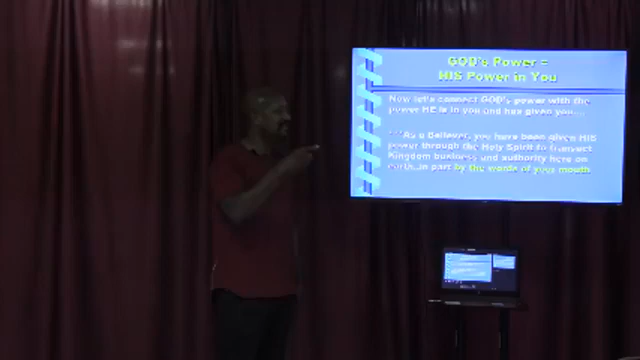 GOD's Power =
HIS Power in You
Now let's connect GOD's power with the
power HE is in you and has given you...
***As a Believer, you have been given HIS
power through the Holy Spirit to transact
Kingdom business and authority here on
earth...in part by the words of your mouth